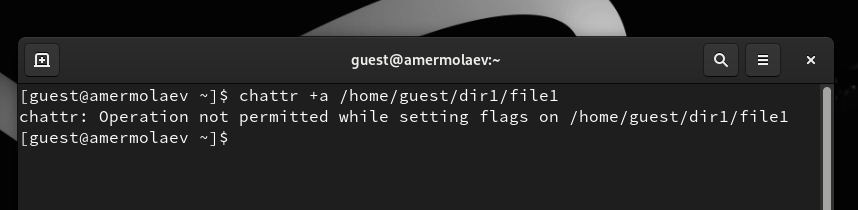 guest@amermolaev:~
[guest@amermolaev ~]$ chattr +a /home/guest/dir1/file1
chattr: Operation not permitted while setting flags on /home/guest/dir1/file1
[guest@amermolaev ~]$